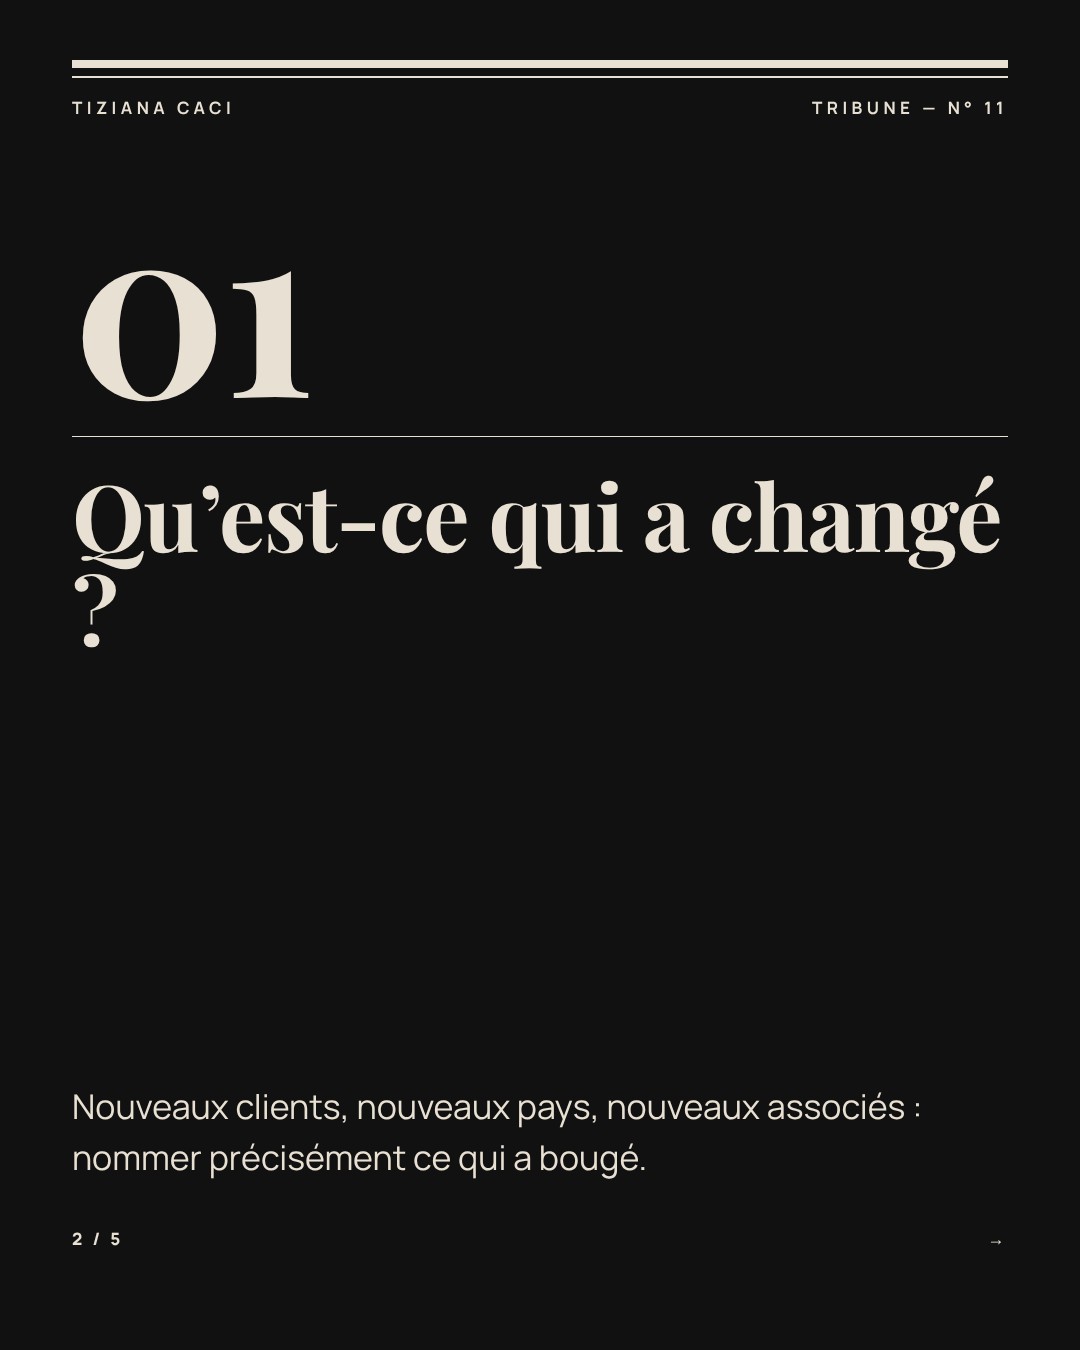 TIZIANA CACI
TRIBUNE — N° 11
01
Qu’est-ce qui a changé
?
Nouveaux clients, nouveaux pays, nouveaux associés :
nommer précisément ce qui a bougé.
2 / 5
→